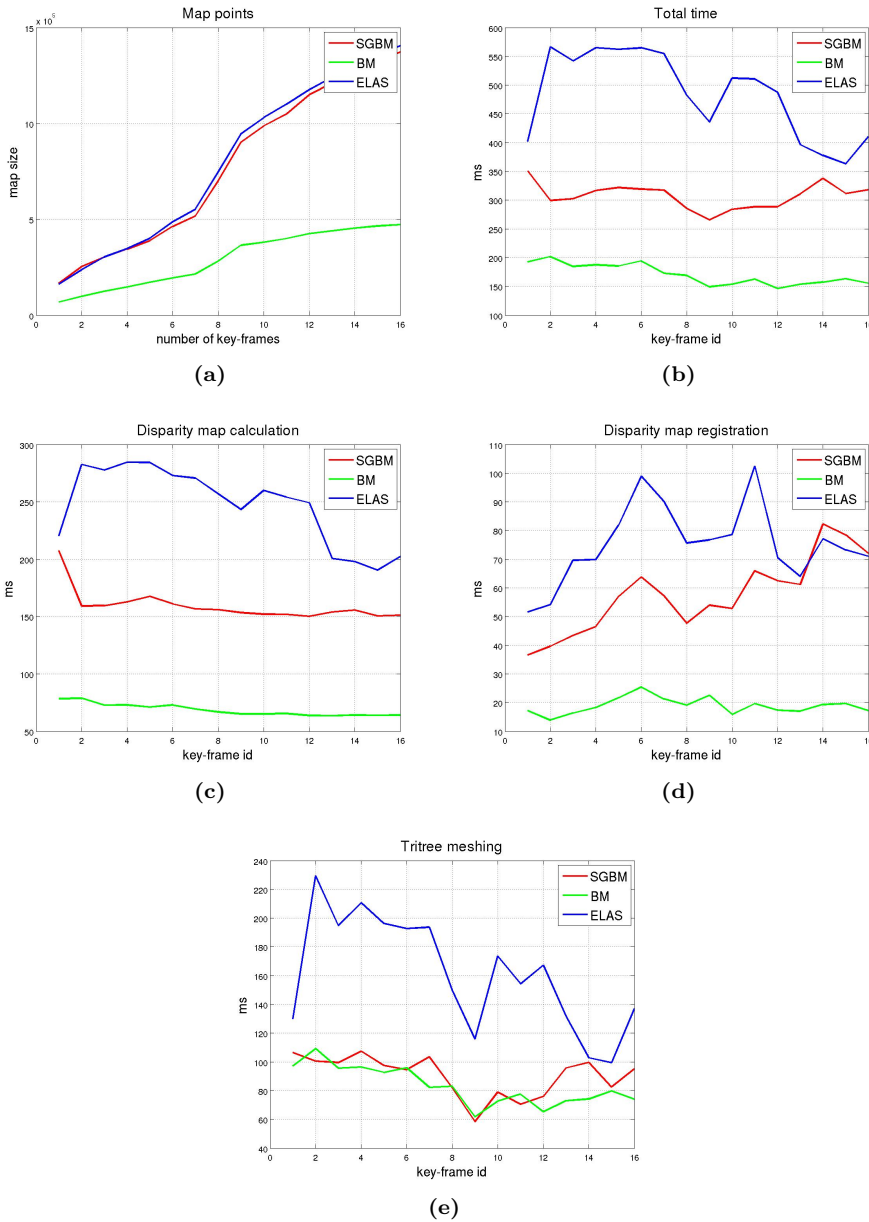 Map points
x 10^6
15
10
5
0
map size
0 2 4 6 8 10 12 14 16
number of key-frames
SGBM
BM
ELAS
(a)
Total time
600
550
500
450
400
350
300
250
200
150
100
ms
0 2 4 6 8 10 12 14 16
key-frame id
SGBM
BM
ELAS
(b)
Disparity map calculation
300
250
200
150
100
50
ms
0 2 4 6 8 10 12 14 16
key-frame id
SGBM
BM
ELAS
(c)
Disparity map registration
110
100
90
80
70
60
50
40
30
20
10
ms
0 2 4 6 8 10 12 14 16
key-frame id
SGBM
BM
ELAS
(d)
Tritree meshing
240
220
200
180
160
140
120
100
80
60
40
ms
0 2 4 6 8 10 12 14 16
key-frame id
SGBM
BM
ELAS
(e)